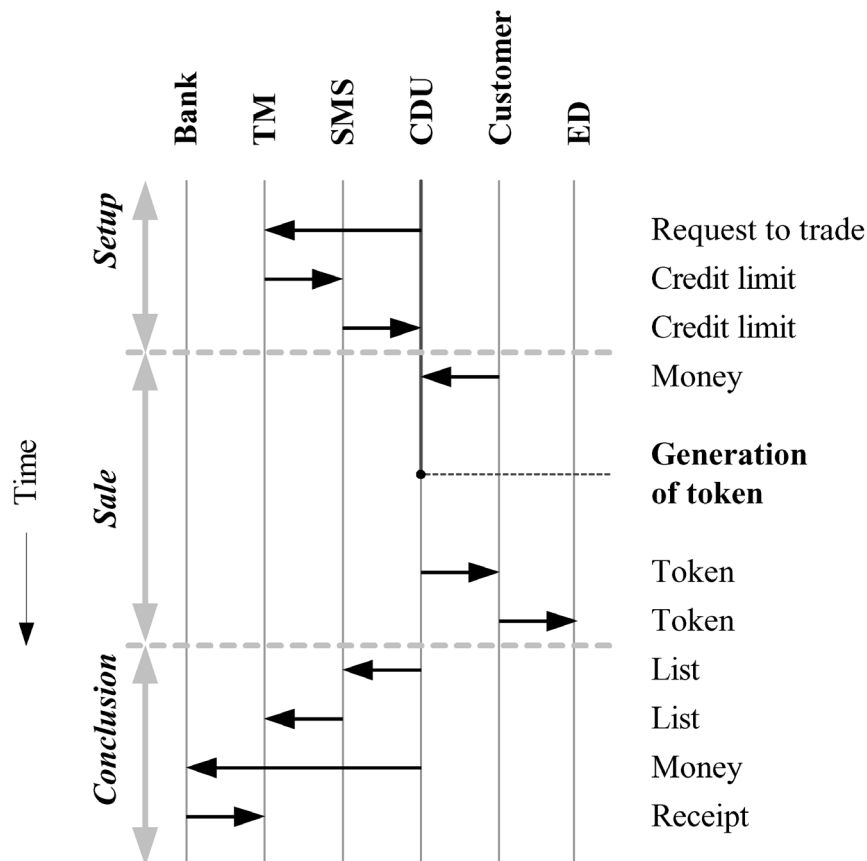 Bank
TM
SMS
CDU
Customer
ED
Setup
Request to trade
Credit limit
Credit limit
Sale
Money
Time
Generation
of token
Token
Token
Conclusion
List
List
Money
Receipt